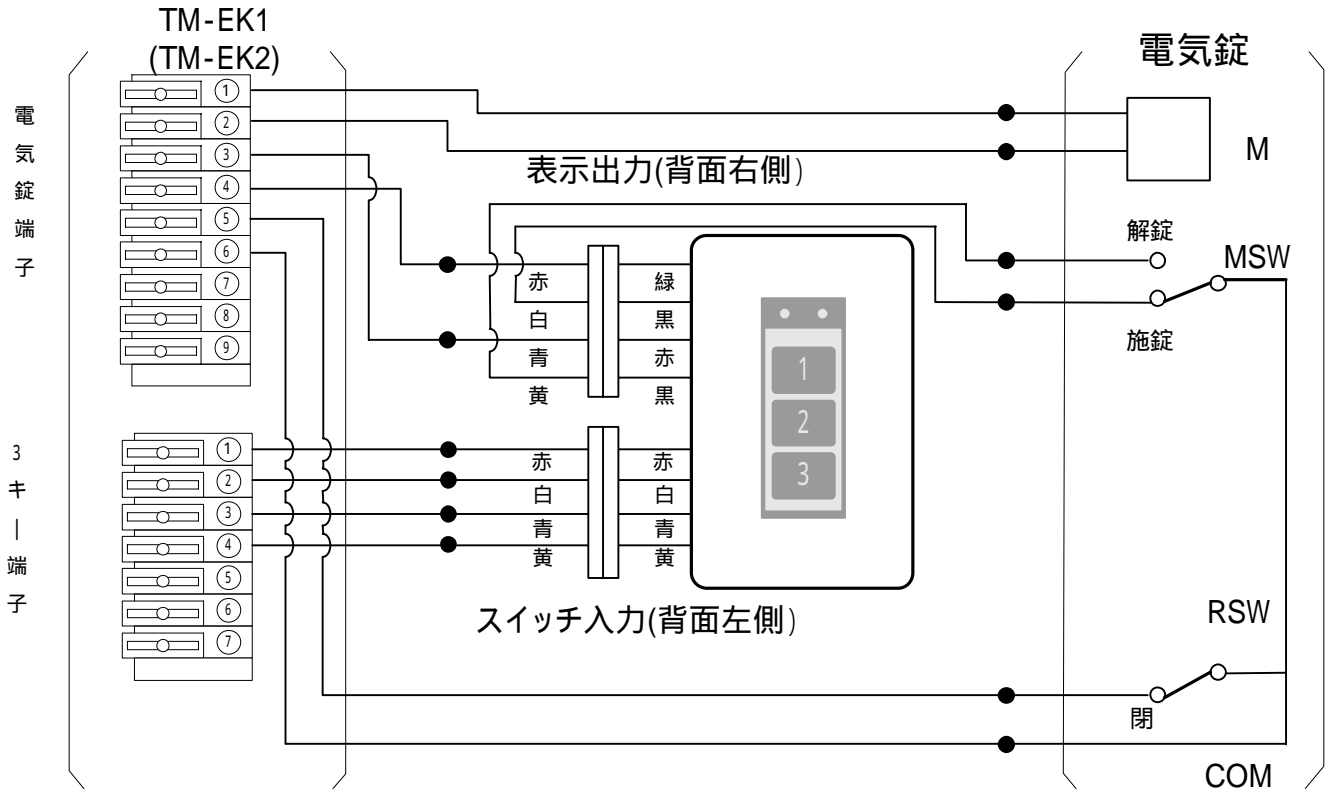 TM-EK1
(TM-EK2)
電気錠
電気錠端子
①
②
③
④
⑤
⑥
⑦
⑧
⑨
M
表示出力(背面右側)
解錠
MSW
施錠
赤 緑
白 黒
青 赤
黄 黒
1
2
3
3キー端子
①
②
③
④
⑤
⑥
⑦
赤 赤
白 白
青 青
黄 黄
スイッチ入力(背面左側)
RSW
閉
COM